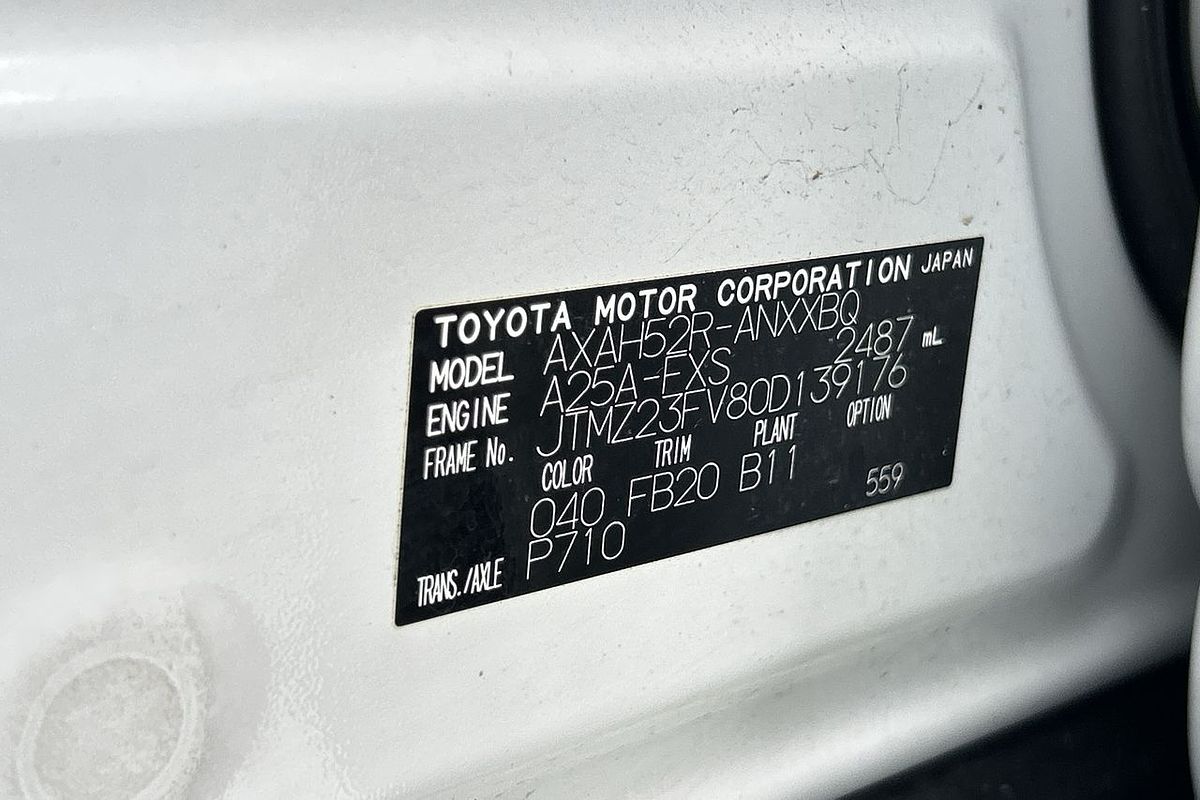 TOYOTA MOTOR CORPORATION JAPAN
MODEL AXAH52R-ANXXBQ
ENGINE A25A-FXS 2487 mL
FRAME No. JTMZ23FV80D139176
COLOR TRIM PLANT OPTION
040 FB20 B11 559
TRANS./AXLE P710